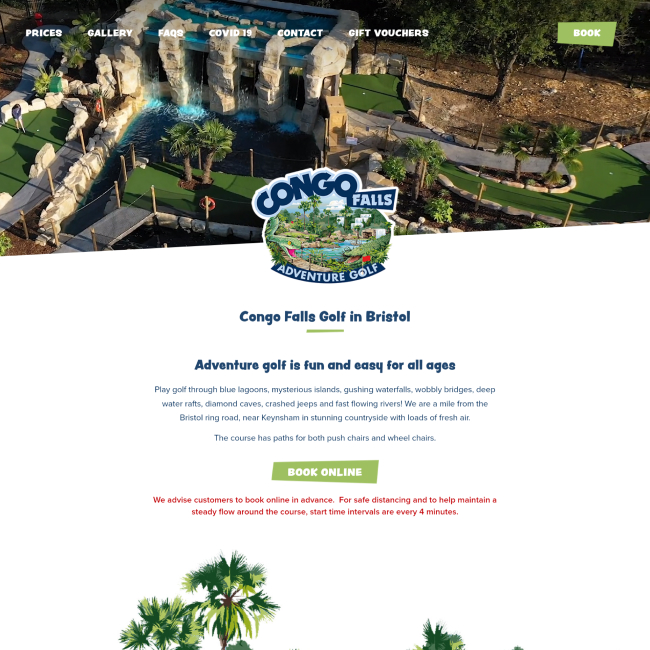 PRICES GALLERY FAQS COVID 19 CONTACT GIFT VOUCHERS BOOK
CONGO
FALLS
ADVENTURE GOLF
Congo Falls Golf in Bristol
Adventure golf is fun and easy for all ages
Play golf through blue lagoons, mysterious islands, gushing waterfalls, wobbly bridges, deep
water rafts, diamond caves, crashed jeeps and fast flowing rivers! We are a mile from the
Bristol ring road, near Keynsham in stunning countryside with loads of fresh air.
The course has paths for both push chairs and wheel chairs.
BOOK ONLINE
We advise customers to book online in advance.  For safe distancing and to help maintain a
steady flow around the course, start time intervals are every 4 minutes.